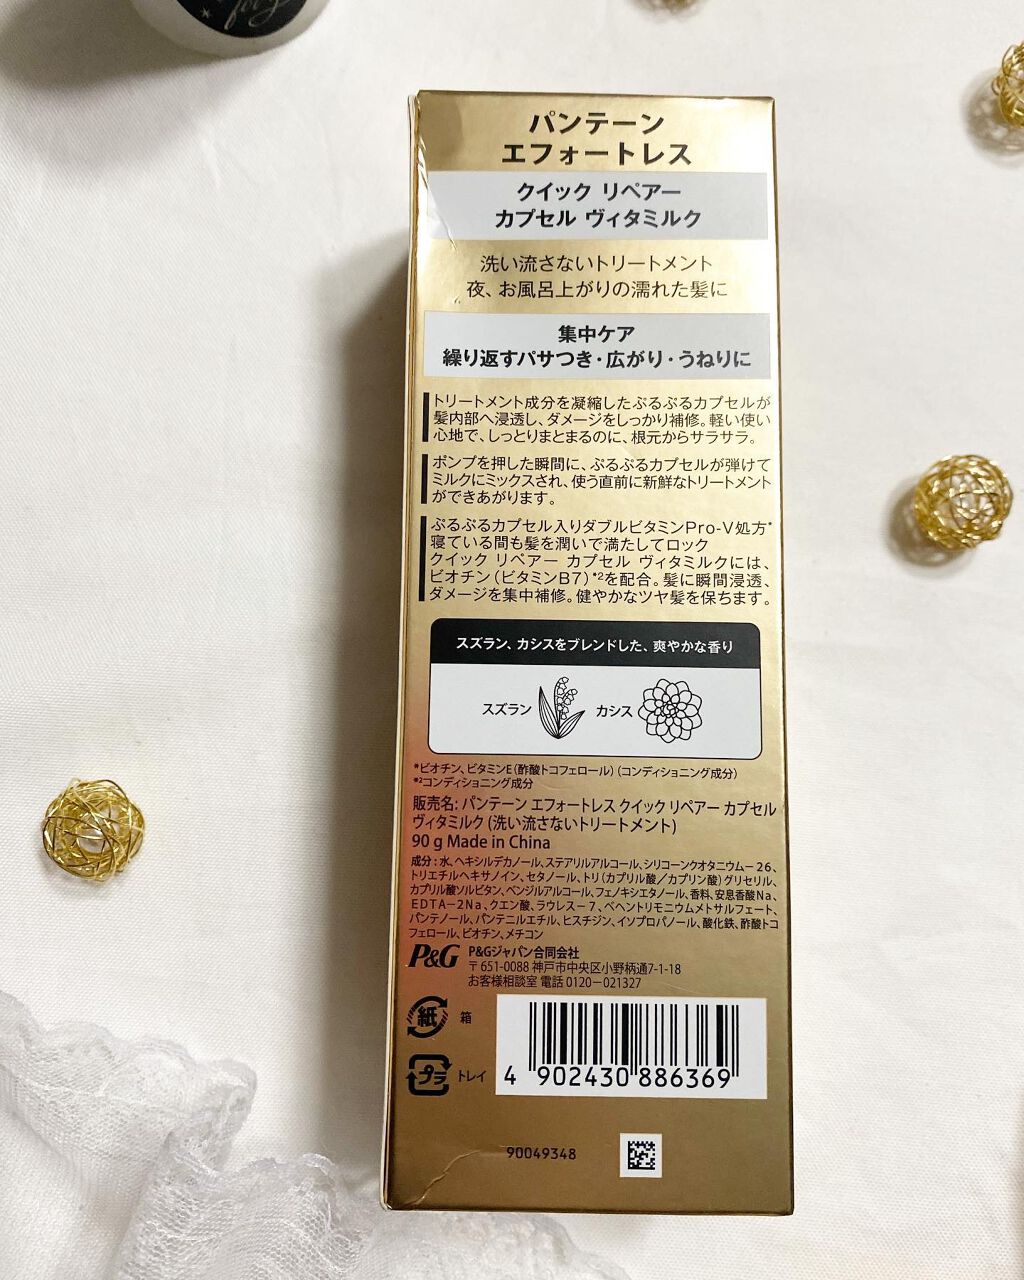 パンテーン
エフォートレス
クイック リペアー
カプセル ヴィタミルク
洗い流さないトリートメント
夜、お風呂上がりの濡れた髪に
集中ケア
繰り返すパサつき・広がり・うねりに
トリートメント成分を凝縮したぷるぷるカプセルが
髪内部へ浸透し、ダメージをしっかり補修。軽い使い
心地で、しっとりまとまるのに、根元からサラサラ。
ポンプを押した瞬間に、ぷるぷるカプセルが弾けて
ミルクにミックスされ、使う直前に新鮮なトリートメント
ができあがります。
ぷるぷるカプセル入りダブルビタミンPro-V処方*
寝ている間も髪を潤いで満たしてロック
クイック リペアー カプセル ヴィタミルクには、
ビオチン(ビタミンB7)*²を配合。髪に瞬間浸透、
ダメージを集中補修。健やかなツヤ髪を保ちます。
スズラン、カシスをブレンドした、爽やかな香り
スズラン カシス
*ビオチン、ビタミンE(酢酸トコフェロール)(コンディショニング成分)
*²コンディショニング成分
販売名: パンテーン エフォートレス クイック リペアー カプセル
ヴィタミルク (洗い流さないトリートメント)
90 g Made in China
成分: 水、ヘキシルデカノール、ステアリルアルコール、シリコーンクオタニウム-26、
トリエチルヘキサノイン、セタノール、トリ(カプリル酸/カプリン酸)グリセリル、
カプリル酸ソルビタン、ベンジルアルコール、フェノキシエタノール、香料、安息香酸Na、
EDTA-2Na、クエン酸、ラウレス-7、ベヘントリモニウムメトサルフェート、
パンテノール、パンテニルエチル、ヒスチジン、イソプロパノール、酸化鉄、酢酸トコ
フェロール、ビオチン、メチコン
P&G P&Gジャパン合同会社
〒651-0088 神戸市中央区小野柄通7-1-18
お客様相談室 電話 0120-021327
紙 箱
プラ トレイ
4 902430 886369
90049348